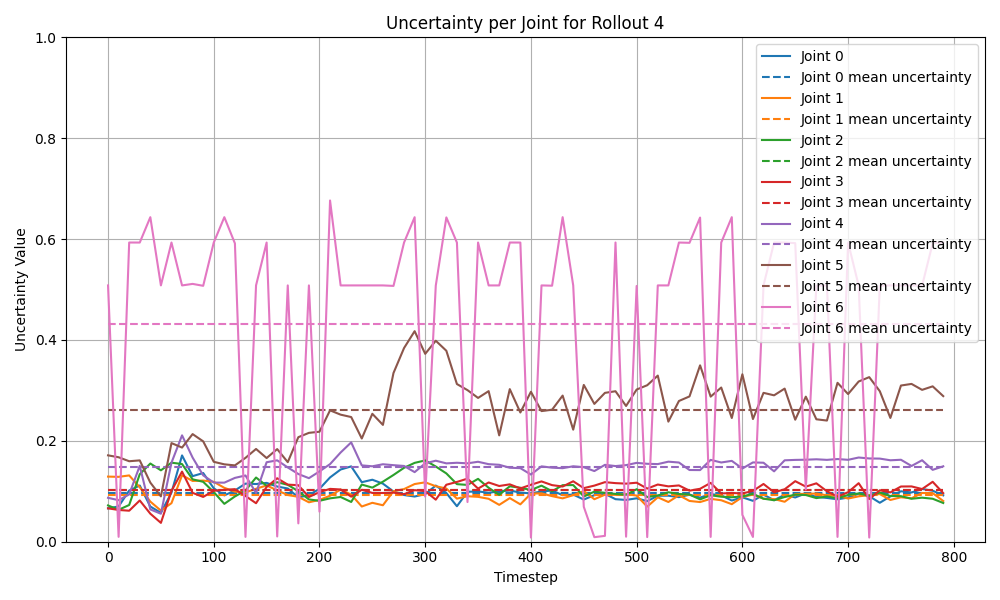 Uncertainty per Joint for Rollout 4
Uncertainty Value
1.0
0.8
0.6
0.4
0.2
0.0
Joint 0
Joint 0 mean uncertainty
Joint 1
Joint 1 mean uncertainty
Joint 2
Joint 2 mean uncertainty
Joint 3
Joint 3 mean uncertainty
Joint 4
Joint 4 mean uncertainty
Joint 5
Joint 5 mean uncertainty
Joint 6
Joint 6 mean uncertainty
0 100 200 300 400 500 600 700 800
Timestep